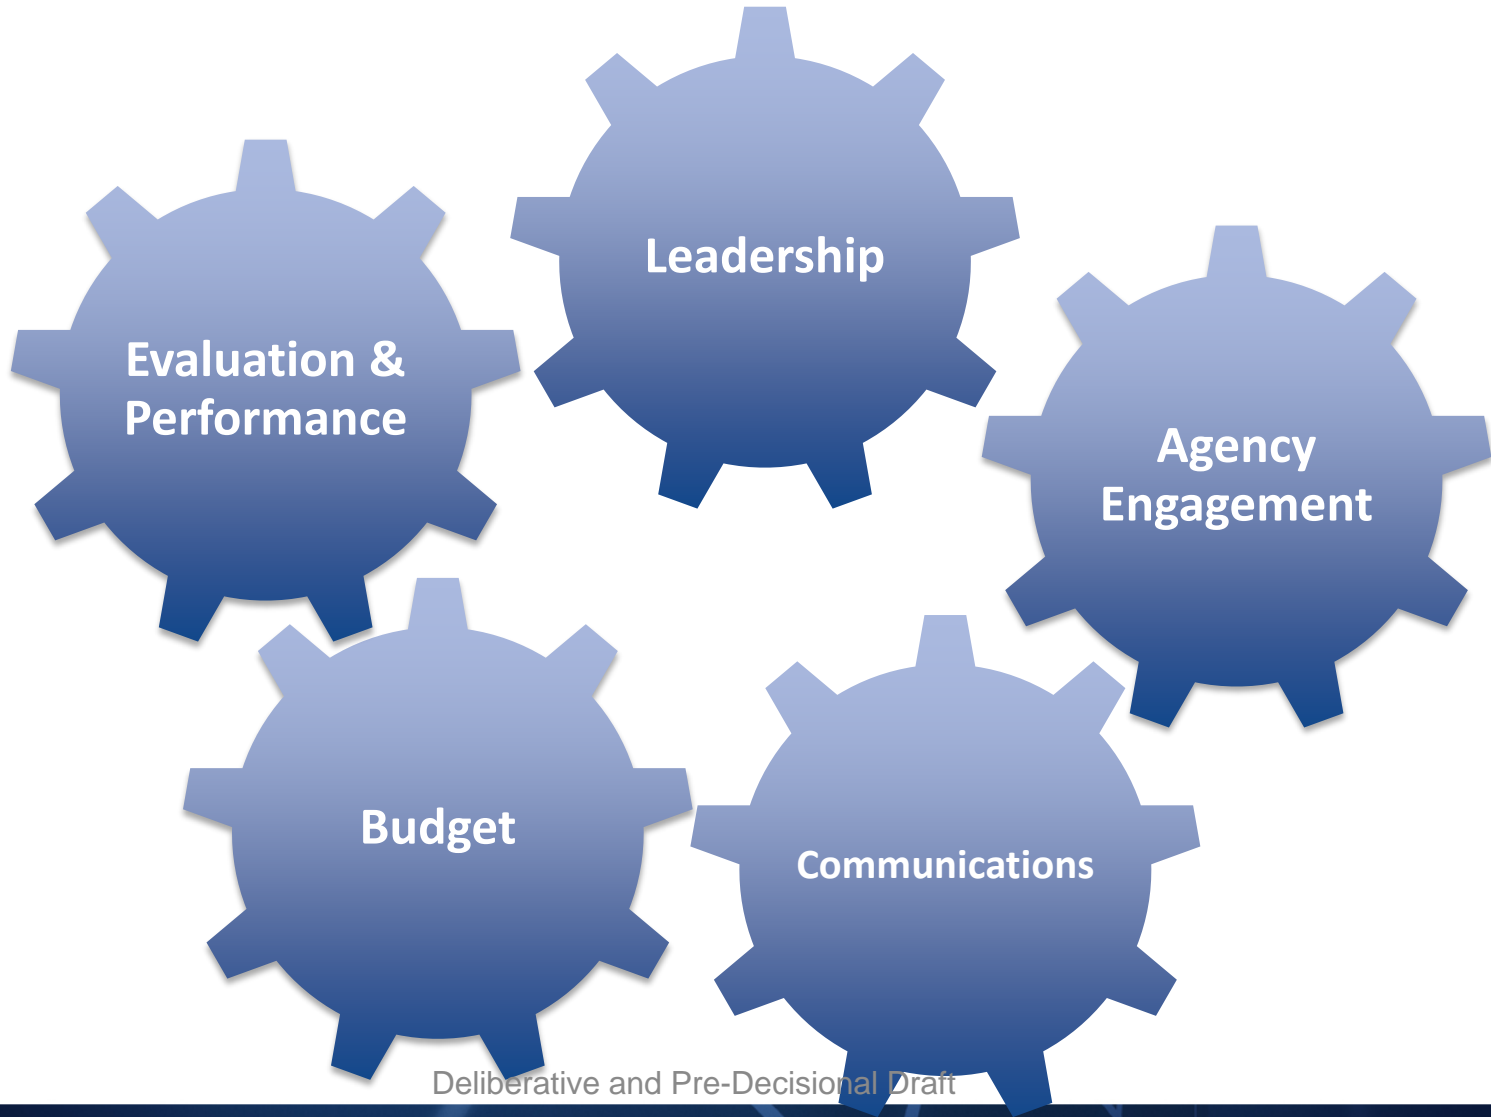 Leadership
Evaluation &
Performance
Agency
Engagement
Budget
Communications
Deliberative and Pre-Decisional Draft